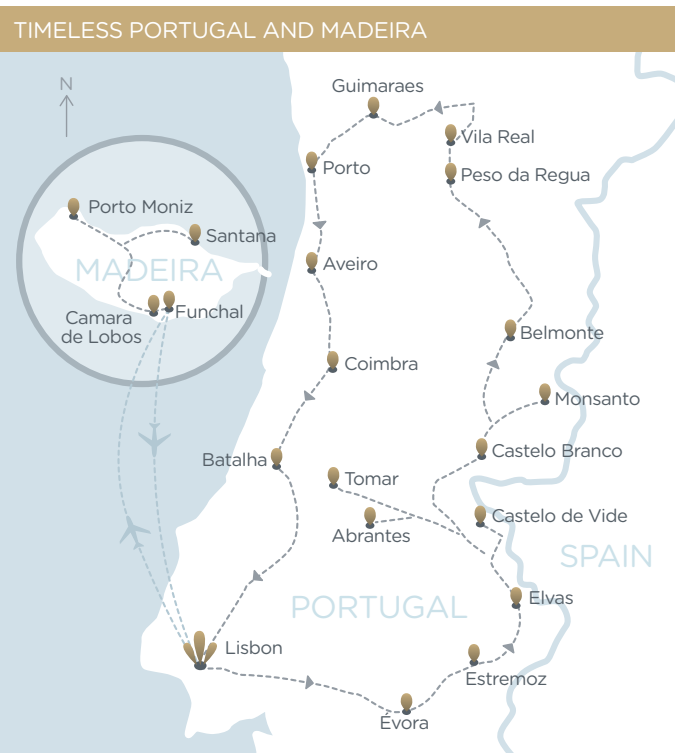 TIMELESS PORTUGAL AND MADEIRA
N
Guimaraes
Vila Real
Porto
Peso da Regua
Porto Moniz
Santana
MADEIRA
Aveiro
Camara
de Lobos
Funchal
Belmonte
Coimbra
Monsanto
Batalha
Castelo Branco
Tomar
Castelo de Vide
Abrantes
SPAIN
PORTUGAL
Elvas
Lisbon
Estremoz
Évora